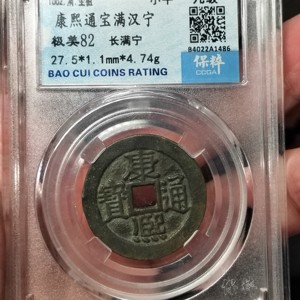 康熙通宝满汉宁
极美82 长满宁
27.5*1.1mm*4.74g
BAO CUI COINS RATING
84022A1486
保粹
CCGA
康熙通寶